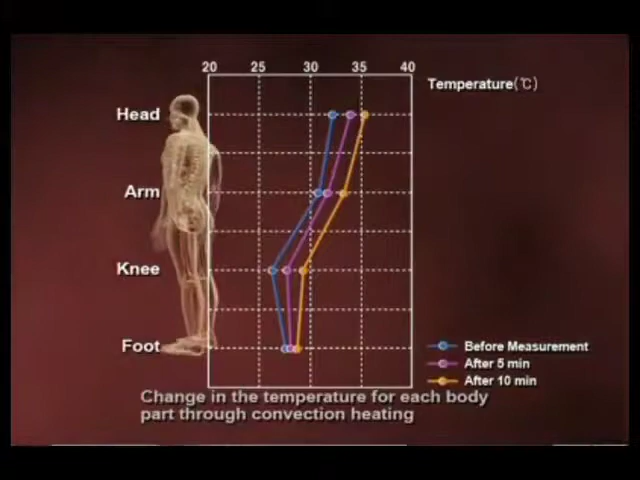 20 25 30 35 40
Temperature(℃)
Head
Arm
Knee
Foot
Before Measurement
After 5 min
After 10 min
Change in the temperature for each body
part through convection heating